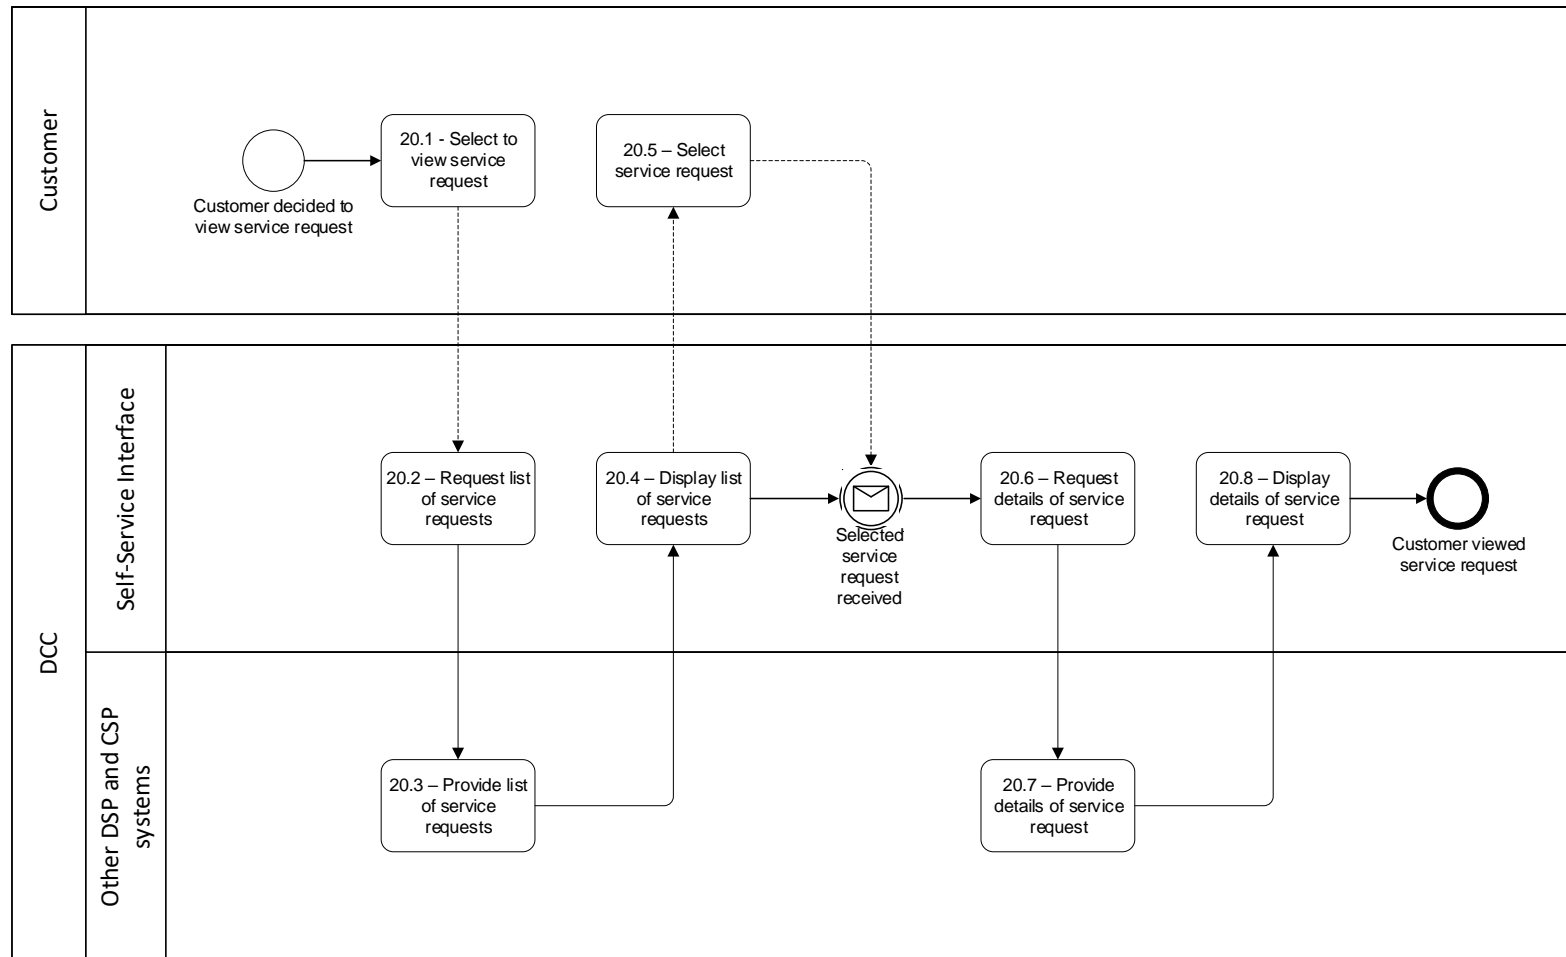 Customer
Customer decided to
view service request
20.1 - Select to
view service
request
20.5 – Select
service request
DCC
Self-Service Interface
20.2 – Request list
of service
requests
20.4 – Display list
of service
requests
Selected
service
request
received
20.6 – Request
details of service
request
20.8 – Display
details of service
request
Customer viewed
service request
Other DSP and CSP
systems
20.3 – Provide list
of service
requests
20.7 – Provide
details of service
request